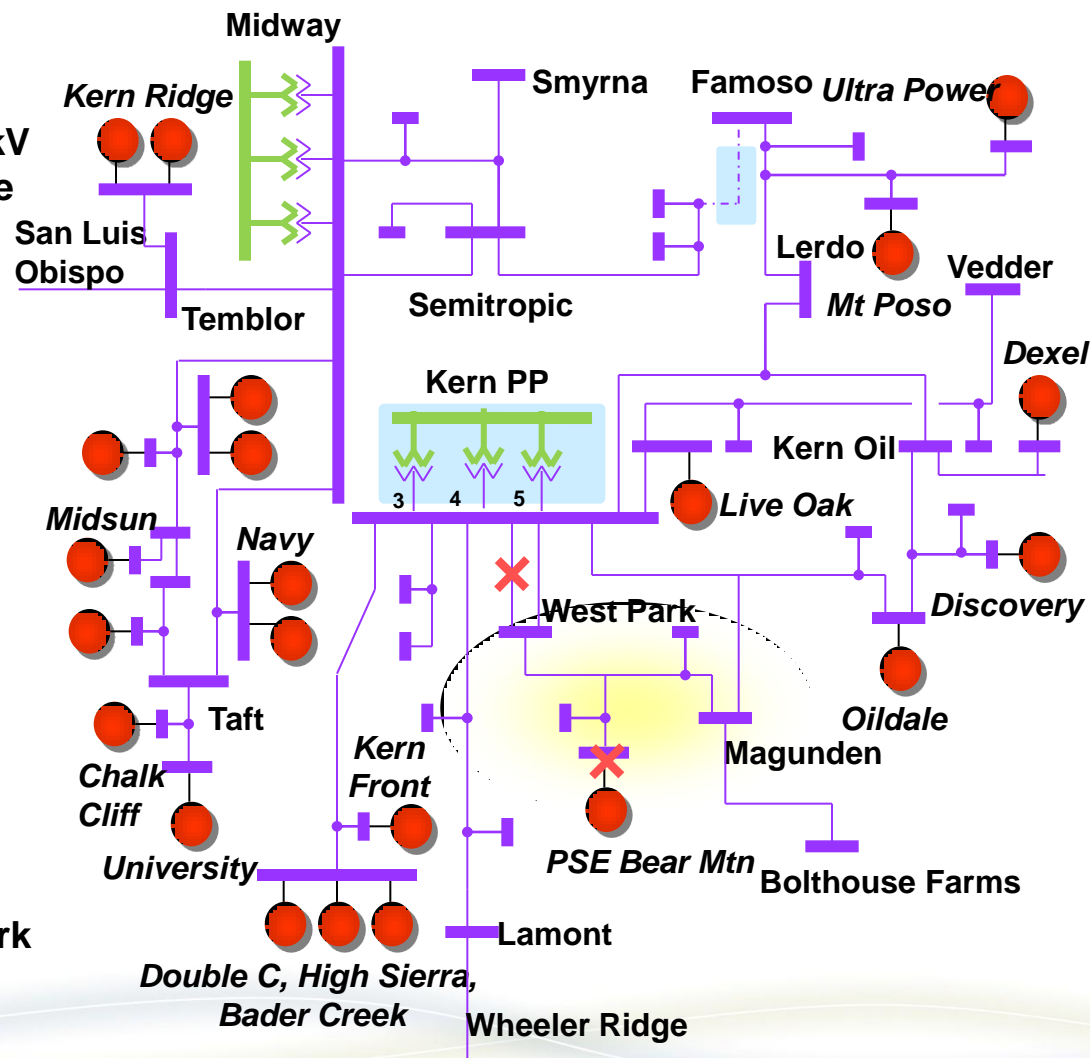 Midway
Smyrna
Famoso
Ultra Power
Kern Ridge
kV
e
San Luis
Obispo
Temblor
Semitropic
Lerdo
Mt Poso
Vedder
Dexel
Kern PP
3
4
5
Kern Oil
Live Oak
Midsun
Navy
West Park
Discovery
Oildale
Taft
Magunden
Chalk
Cliff
Kern
Front
University
PSE Bear Mtn
Bolthouse Farms
rk
Lamont
Double C, High Sierra,
Bader Creek
Wheeler Ridge